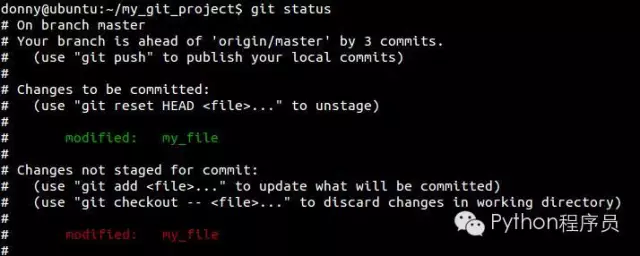 donny@ubuntu:~/my_git_project$ git status
# On branch master
# Your branch is ahead of 'origin/master' by 3 commits.
#   (use "git push" to publish your local commits)
#
# Changes to be committed:
#   (use "git reset HEAD <file>..." to unstage)
#
#       modified:   my_file
#
# Changes not staged for commit:
#   (use "git add <file>..." to update what will be committed)
#   (use "git checkout -- <file>..." to discard changes in working directory)
#
#       modified:   my_file
#
Python程序员